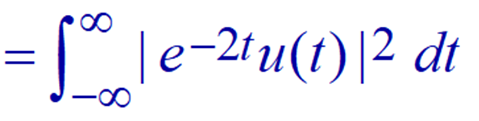 = ∫_{-∞}^{∞} | e^{-2t}u(t)|^2 dt